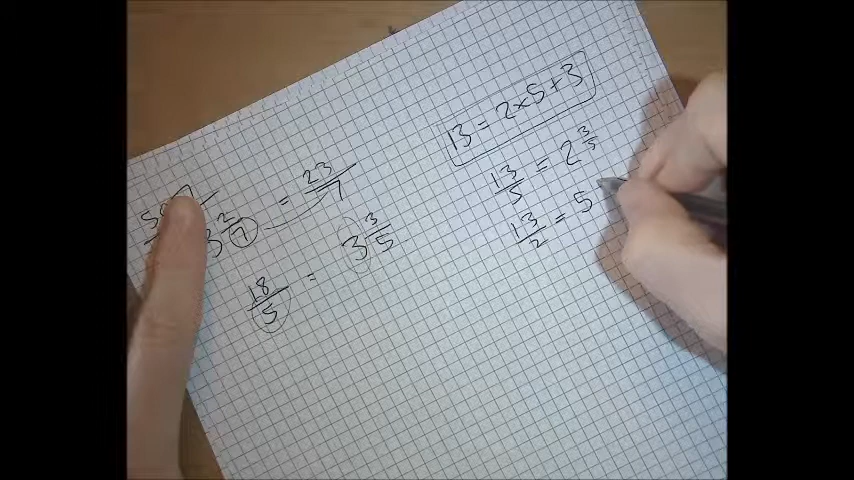 3 2/7 = 23/7
18/5 = 3 3/5
13 = 2×5+3
13/5 = 2 3/5
13/2 = 5